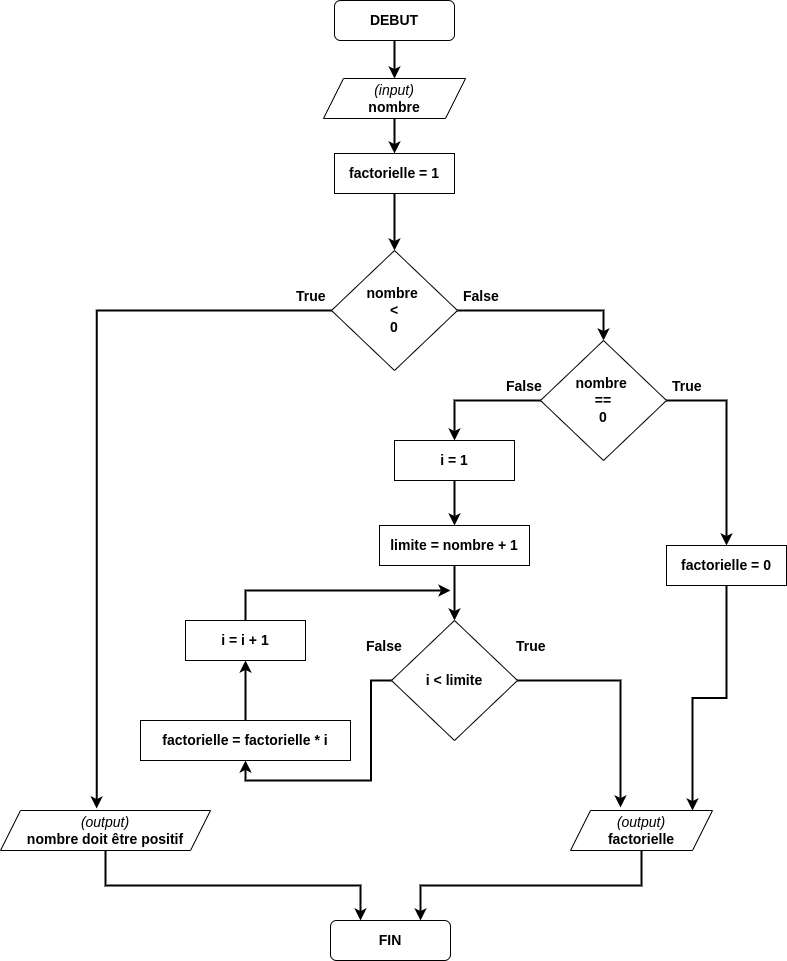 DEBUT
(input)
nombre
factorielle = 1
nombre
<
0
True
False
nombre
==
0
False
True
i = 1
limite = nombre + 1
factorielle = 0
i = i + 1
i < limite
False
True
factorielle = factorielle * i
(output)
nombre doit être positif
(output)
factorielle
FIN